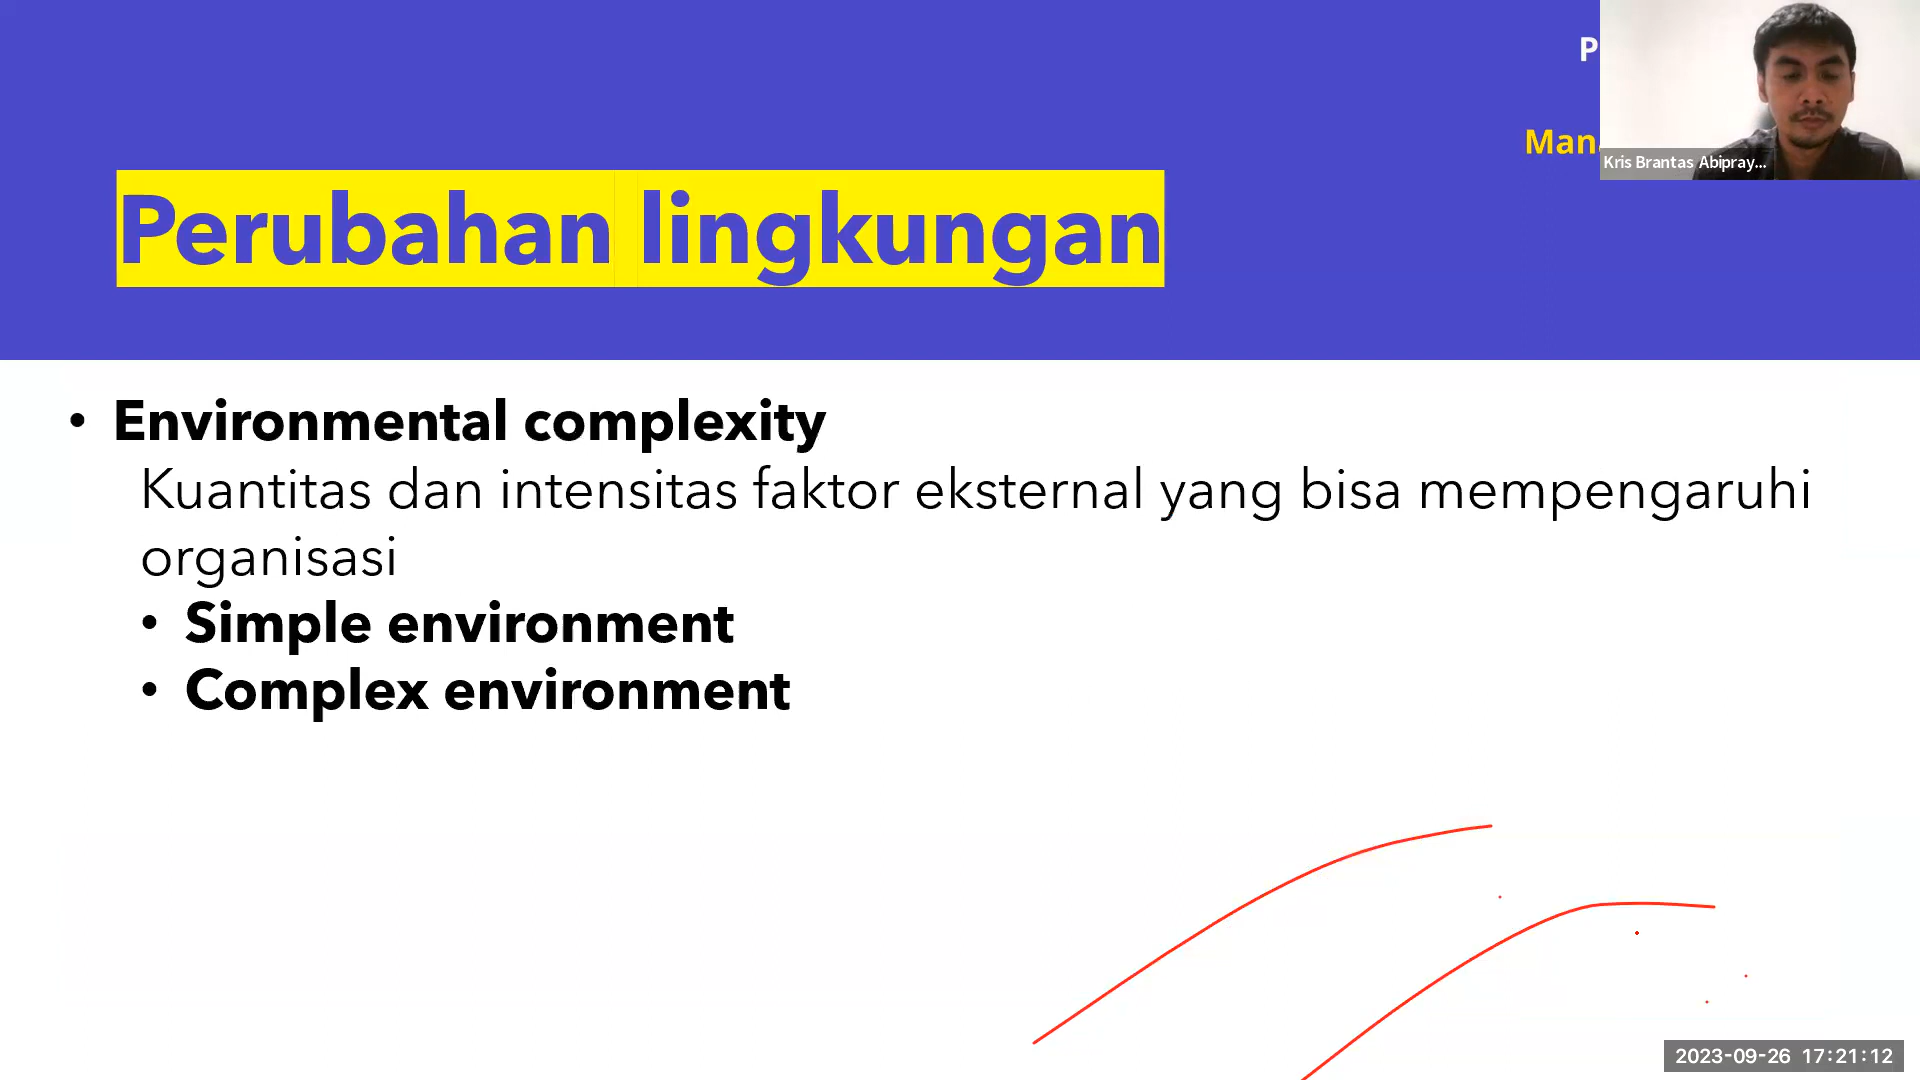 Perubahan lingkungan
Kris Brantas Abipray...
• Environmental complexity
Kuantitas dan intensitas faktor eksternal yang bisa mempengaruhi
organisasi
• Simple environment
• Complex environment
2023-09-26 17:21:12